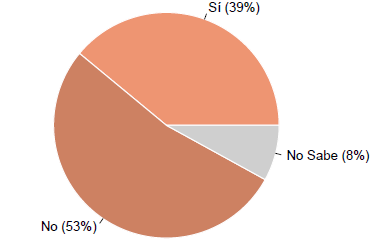 Sí (39%)
No Sabe (8%)
No (53%)